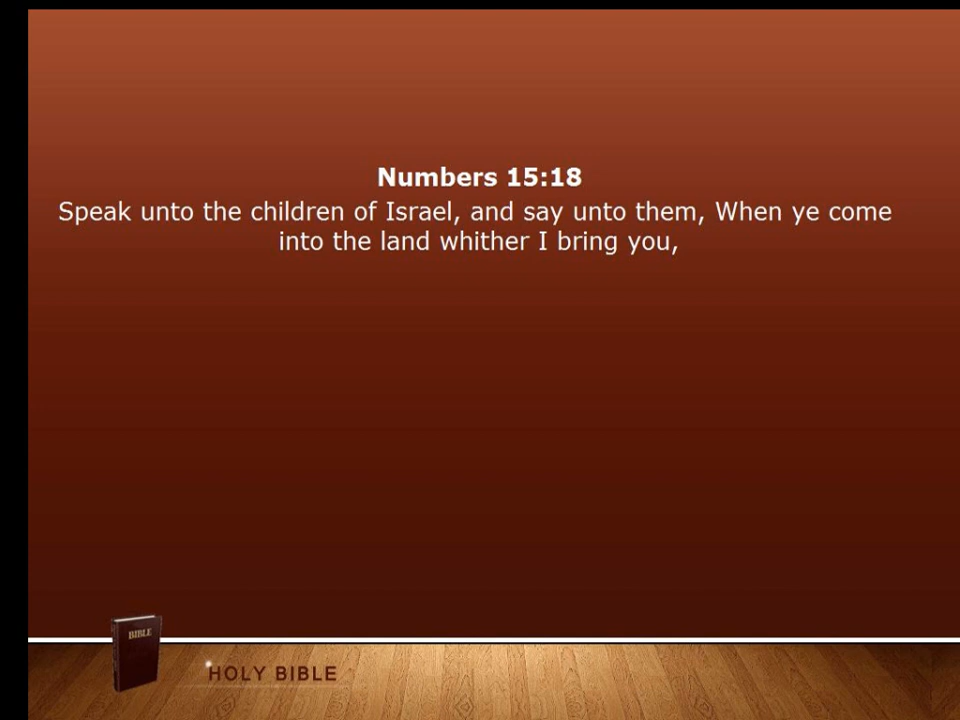 Numbers 15:18
Speak unto the children of Israel, and say unto them, When ye come
into the land whither I bring you,
BIBLE
HOLY BIBLE